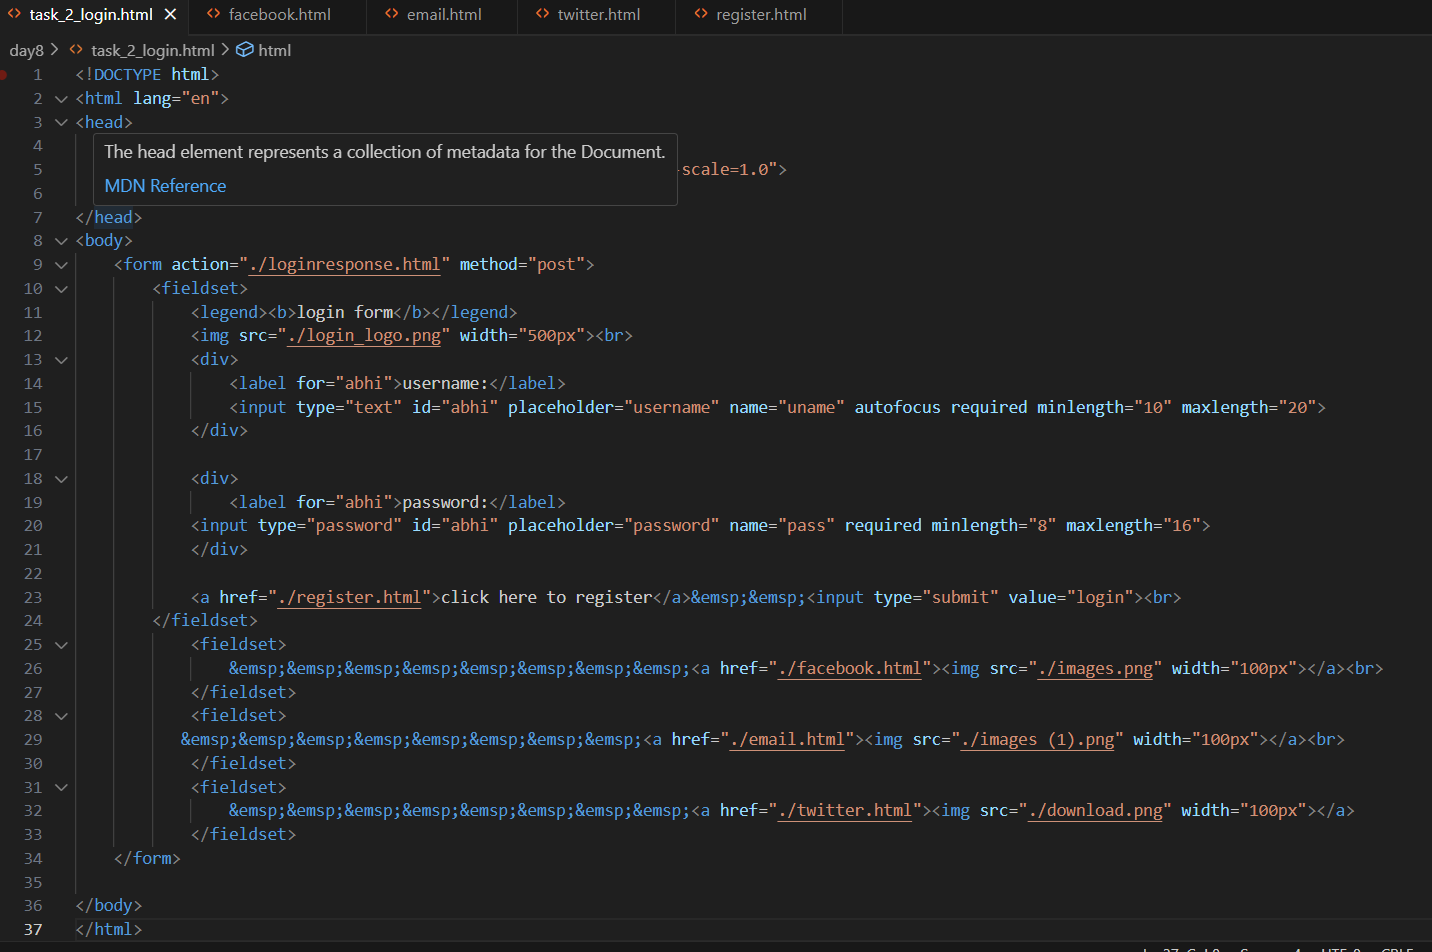 task_2_login.html facebook.html email.html twitter.html register.html
day8 > task_2_login.html > html
1 <!DOCTYPE html>
2 <html lang="en">
3 <head>
4
The head element represents a collection of metadata for the Document.
5 -scale=1.0">
MDN Reference
6
7 </head>
8 <body>
9 <form action="./loginresponse.html" method="post">
10 <fieldset>
11 <legend><b>login form</b></legend>
12 <img src="./login_logo.png" width="500px"><br>
13 <div>
14 <label for="abhi">username:</label>
15 <input type="text" id="abhi" placeholder="username" name="uname" autofocus required minlength="10" maxlength="20">
16 </div>
17
18 <div>
19 <label for="abhi">password:</label>
20 <input type="password" id="abhi" placeholder="password" name="pass" required minlength="8" maxlength="16">
21 </div>
22
23 <a href="./register.html">click here to register</a>&emsp;&emsp;<input type="submit" value="login"><br>
24 </fieldset>
25 <fieldset>
26 &emsp;&emsp;&emsp;&emsp;&emsp;&emsp;&emsp;&emsp;<a href="./facebook.html"><img src="./images.png" width="100px"></a><br>
27 </fieldset>
28 <fieldset>
29 &emsp;&emsp;&emsp;&emsp;&emsp;&emsp;&emsp;&emsp;<a href="./email.html"><img src="./images (1).png" width="100px"></a><br>
30 </fieldset>
31 <fieldset>
32 &emsp;&emsp;&emsp;&emsp;&emsp;&emsp;&emsp;&emsp;<a href="./twitter.html"><img src="./download.png" width="100px"></a>
33 </fieldset>
34 </form>
35
36 </body>
37 </html>